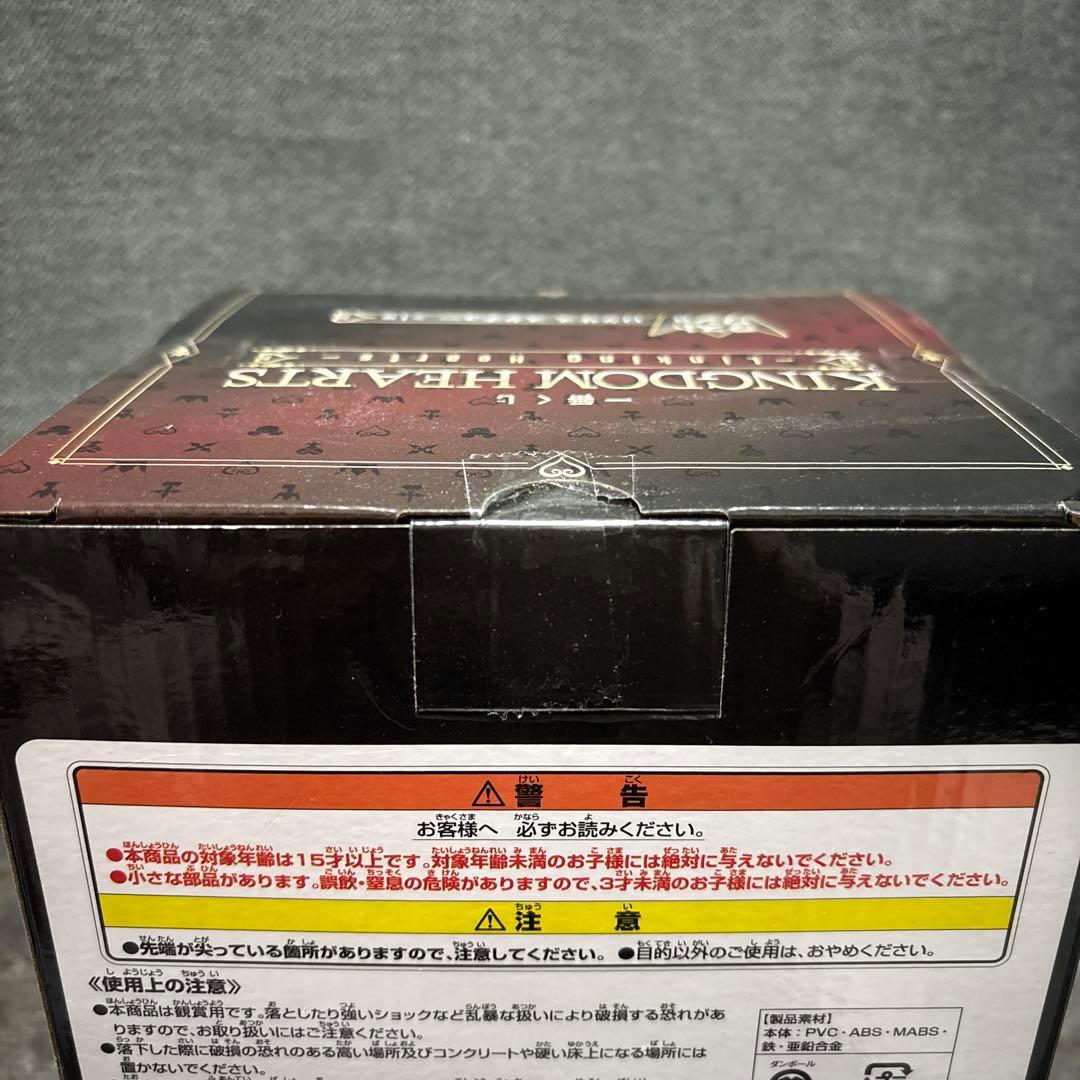 一番くじ
KINGDOM HEARTS
-Linking Hearts-
警告
お客様へ 必ずお読みください。
●本商品の対象年齢は15才以上です。対象年齢未満のお子様には絶対に与えないでください。
●小さな部品があります。誤飲・窒息の危険がありますので、3才未満のお子様には絶対に与えないでください。
注意
●先端が尖っている箇所がありますので、注意してください。 ●目的以外のご使用は、おやめください。
《使用上の注意》
●本商品は観賞用です。落としたり強いショックなど乱暴な扱いにより破損する恐れがあ
りますので、お取り扱いにはご注意ください。
●落下した際に破損の恐れのある高い場所及びコンクリートや硬い床上になる場所には
置かないでください。
【製品素材】
本体：PVC・ABS・MABS・
鉄・亜鉛合金
ダンボール